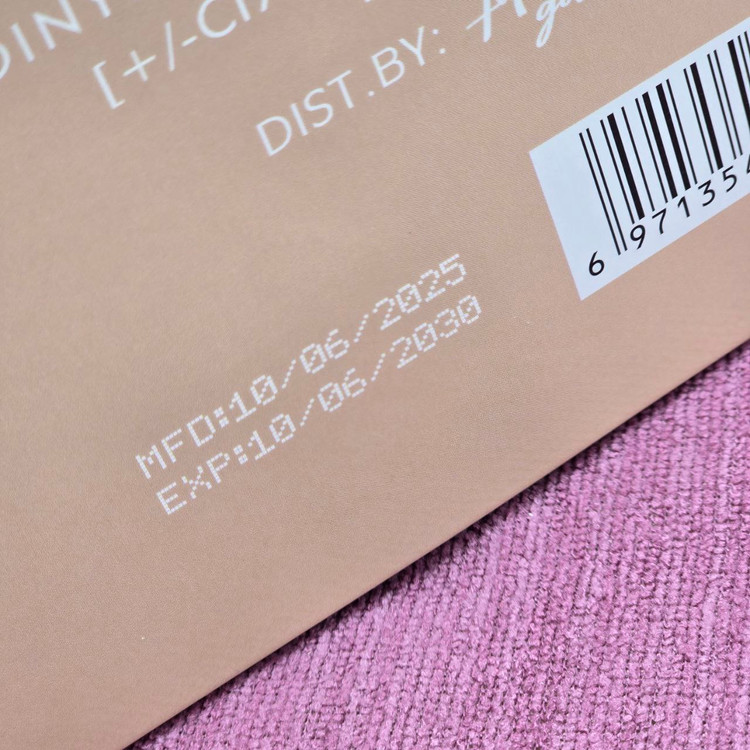 [+/-CI
DIST.BY:
6 971354
MFD:10/06/2025
EXP:10/06/2030